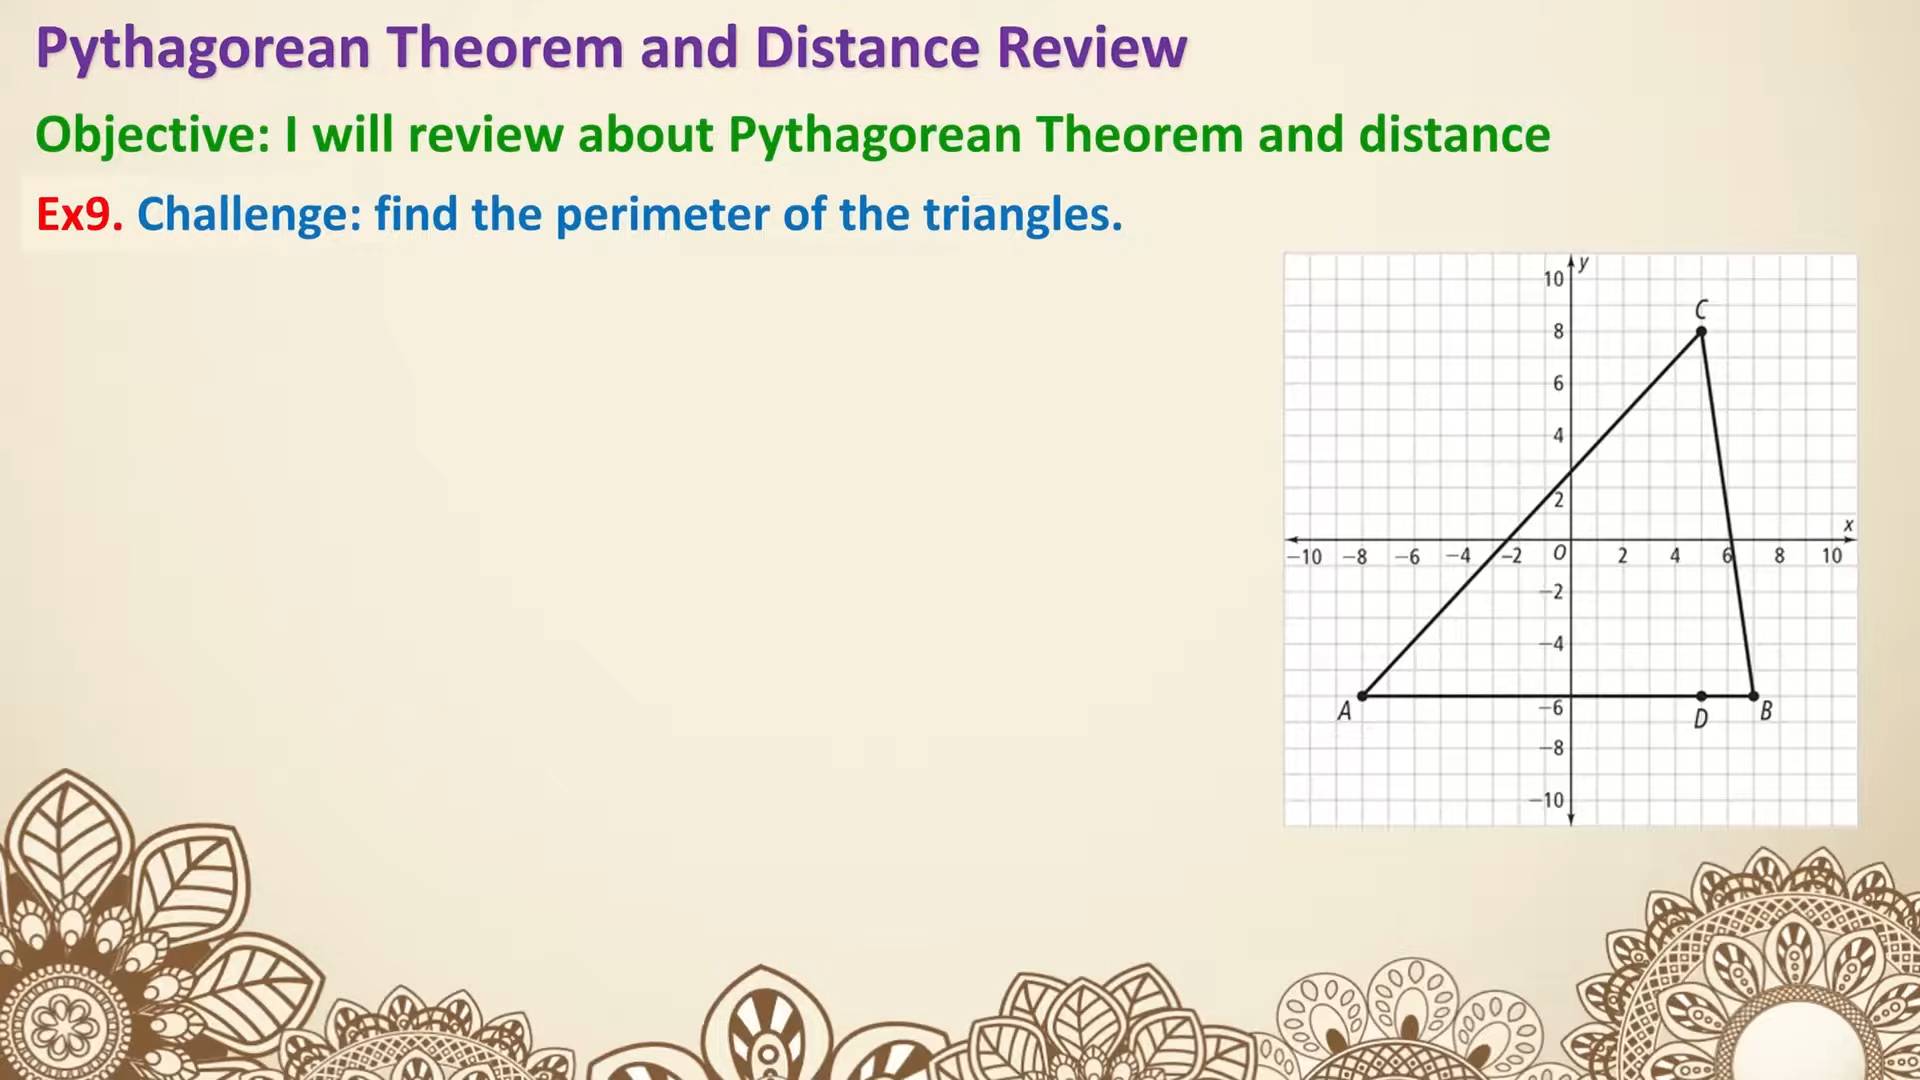 Pythagorean Theorem and Distance Review
Objective: I will review about Pythagorean Theorem and distance
Ex9. Challenge: find the perimeter of the triangles.
10 y
C
8
6
4
2
x
−10 −8 −6 −4 −2 O 2 4 6 8 10
−2
−4
A −6 D B
−8
−10